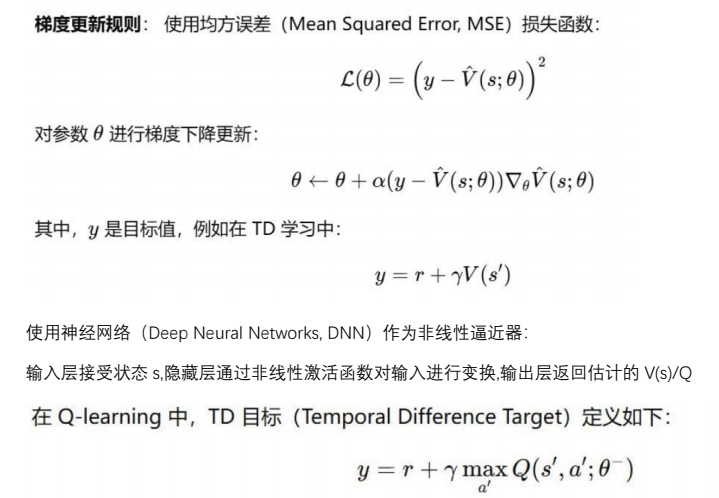 梯度更新规则： 使用均方误差（Mean Squared Error, MSE）损失函数：
$$\mathcal{L}(\theta) = \left( y - \hat{V}(s; \theta) \right)^2$$
对参数 $\theta$ 进行梯度下降更新：
$$\theta \leftarrow \theta + \alpha (y - \hat{V}(s; \theta)) \nabla_\theta \hat{V}(s; \theta)$$
其中，$y$ 是目标值，例如在 TD 学习中：
$$y = r + \gamma V(s')$$
使用神经网络（Deep Neural Networks, DNN）作为非线性逼近器：
输入层接受状态 s,隐藏层通过非线性激活函数对输入进行变换,输出层返回估计的 V(s)/Q
在 Q-learning 中，TD 目标（Temporal Difference Target）定义如下：
$$y = r + \gamma \max_{a'} Q(s', a'; \theta^-)$$